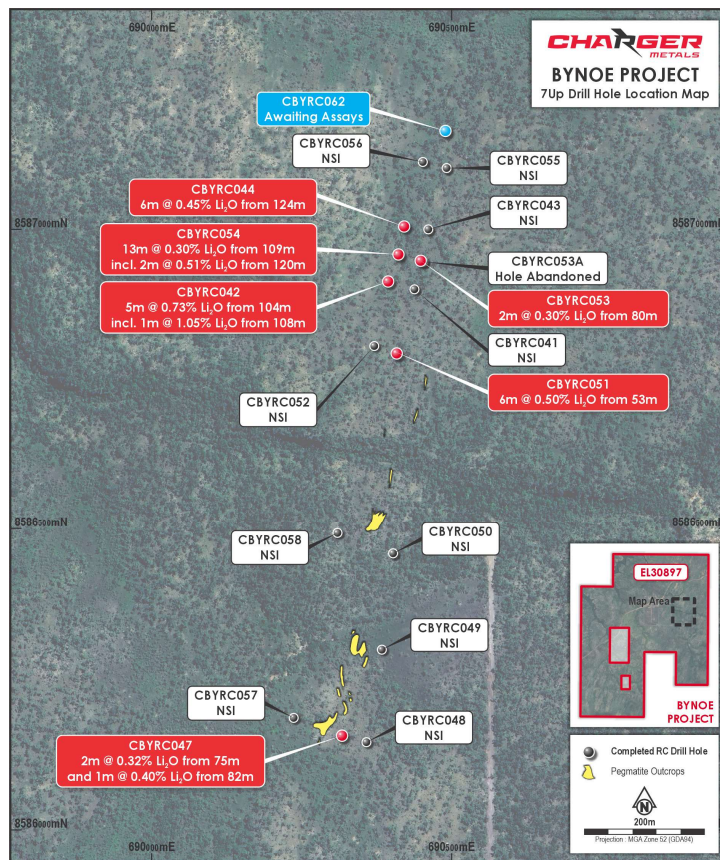 690000mE
690500mE
CHARGER
METALS
BYNOE PROJECT
7Up Drill Hole Location Map
CBYRC062
Awaiting Assays
CBYRC056
NSI
CBYRC055
NSI
CBYRC044
6m @ 0.45% Li₂O from 124m
CBYRC043
NSI
8587000mN
CBYRC054
13m @ 0.30% Li₂O from 109m
incl. 2m @ 0.51% Li₂O from 120m
CBYRC053A
Hole Abandoned
CBYRC042
5m @ 0.73% Li₂O from 104m
incl. 1m @ 1.05% Li₂O from 108m
CBYRC053
2m @ 0.30% Li₂O from 80m
CBYRC041
NSI
CBYRC051
6m @ 0.50% Li₂O from 53m
CBYRC052
NSI
8586500mN
8586500mN
CBYRC058
NSI
CBYRC050
NSI
EL30897
Map Area
BYNOE
PROJECT
CBYRC049
NSI
CBYRC057
NSI
CBYRC048
NSI
CBYRC047
2m @ 0.32% Li₂O from 75m
and 1m @ 0.40% Li₂O from 82m
Completed RC Drill Hole
Pegmatite Outcrops
N
200m
Projection : MGA Zone 52 (GDA94)
8586000mN
690000mE
690500mE